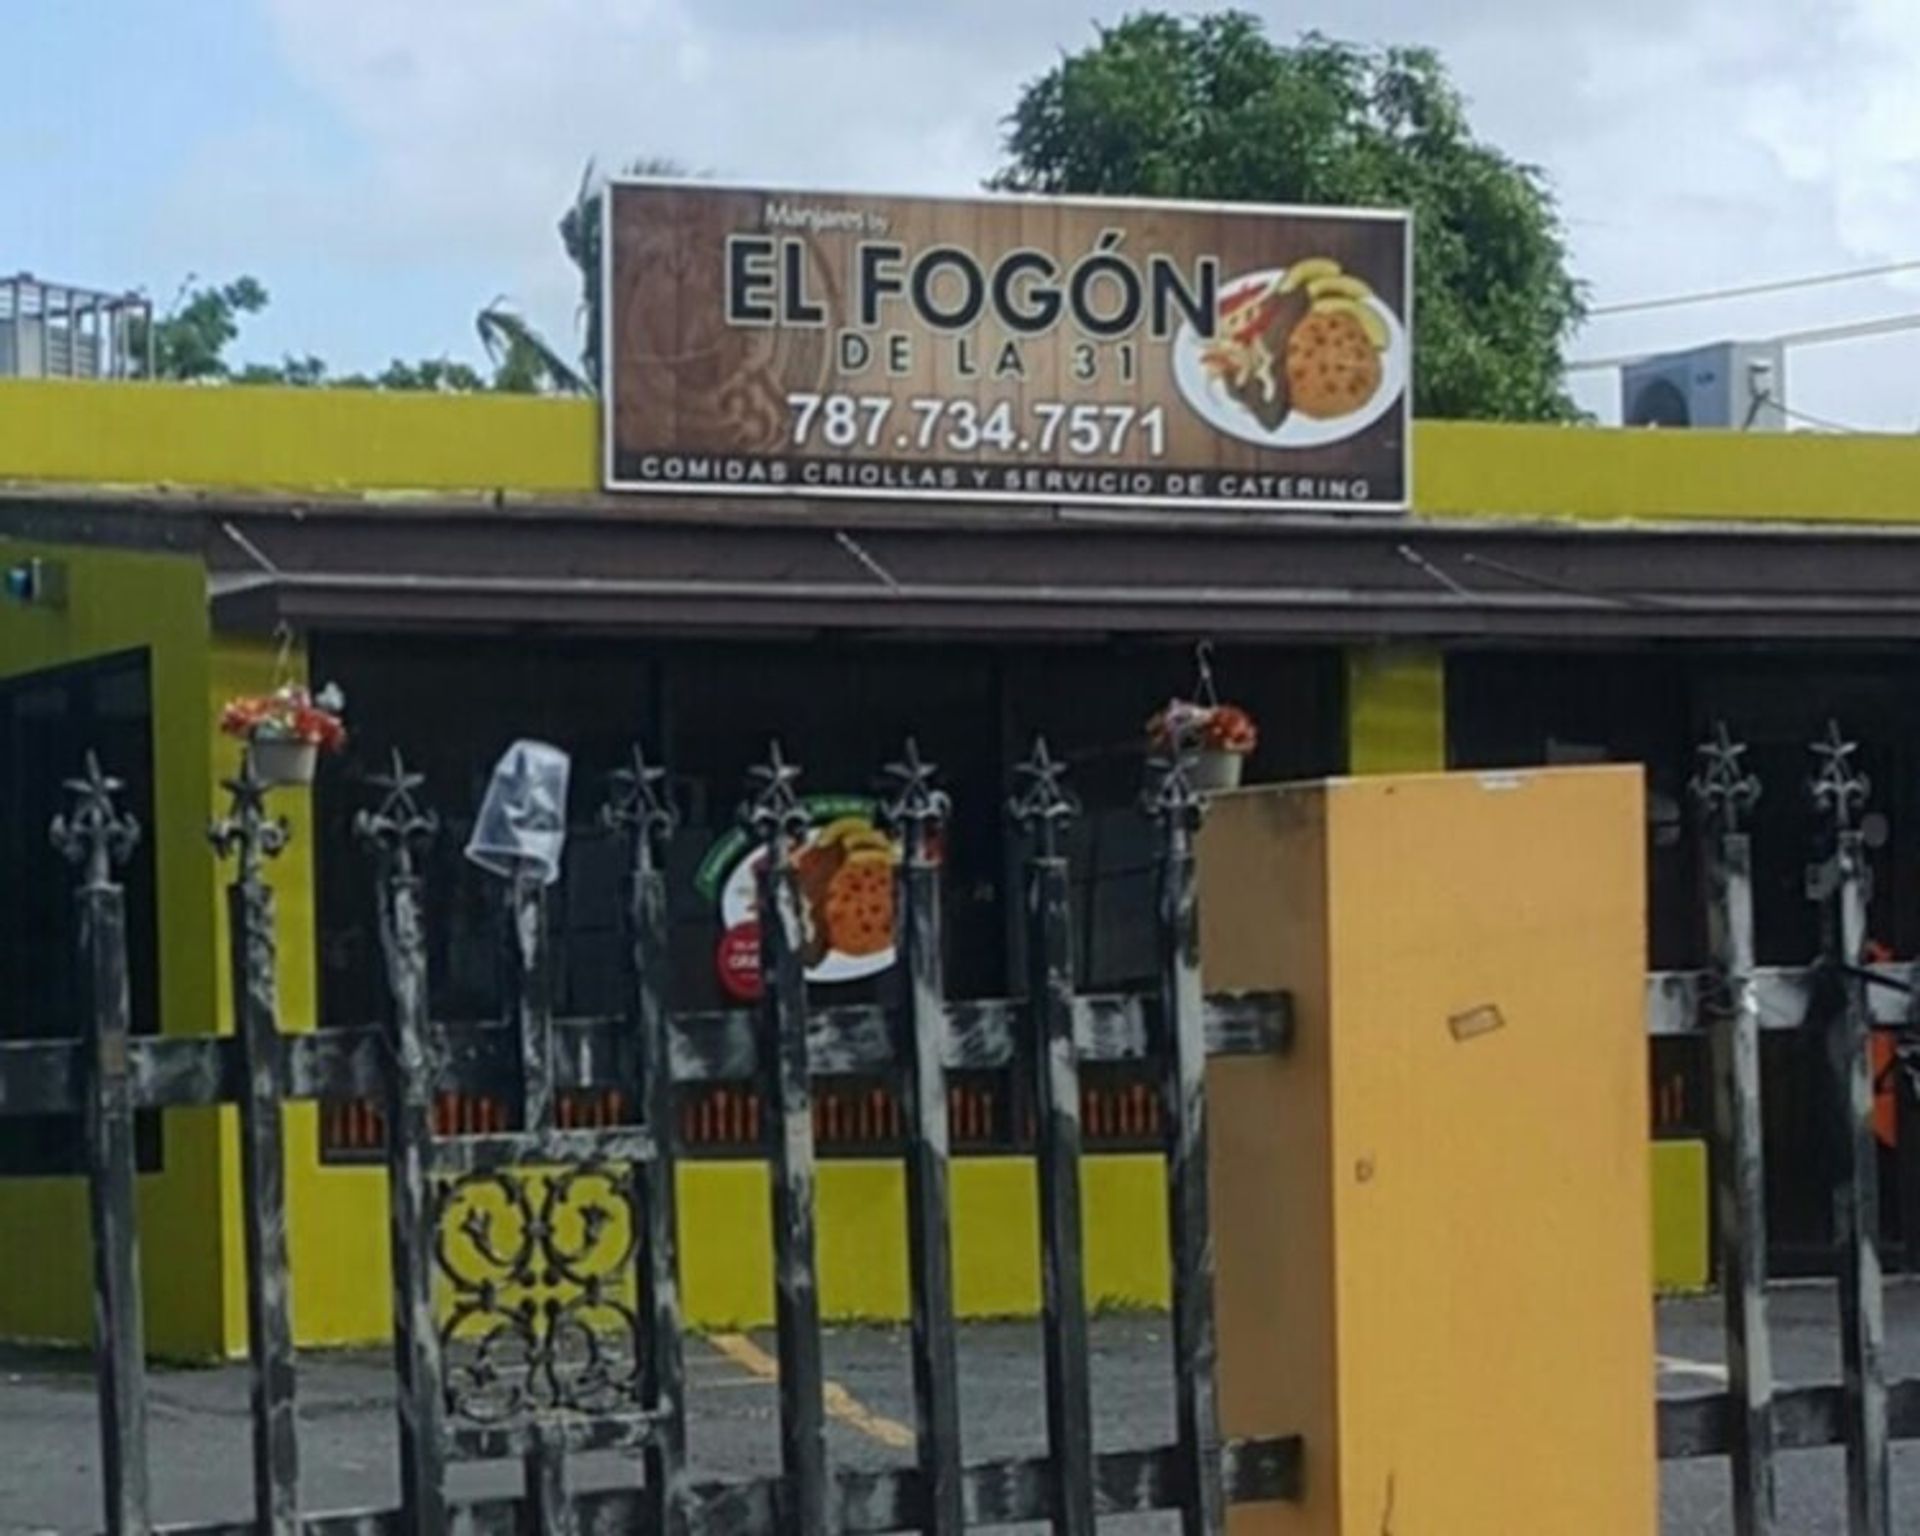 Manjares by
EL FOGÓN
DE LA 31
787.734.7571
COMIDAS CRIOLLAS Y SERVICIO DE CATERING